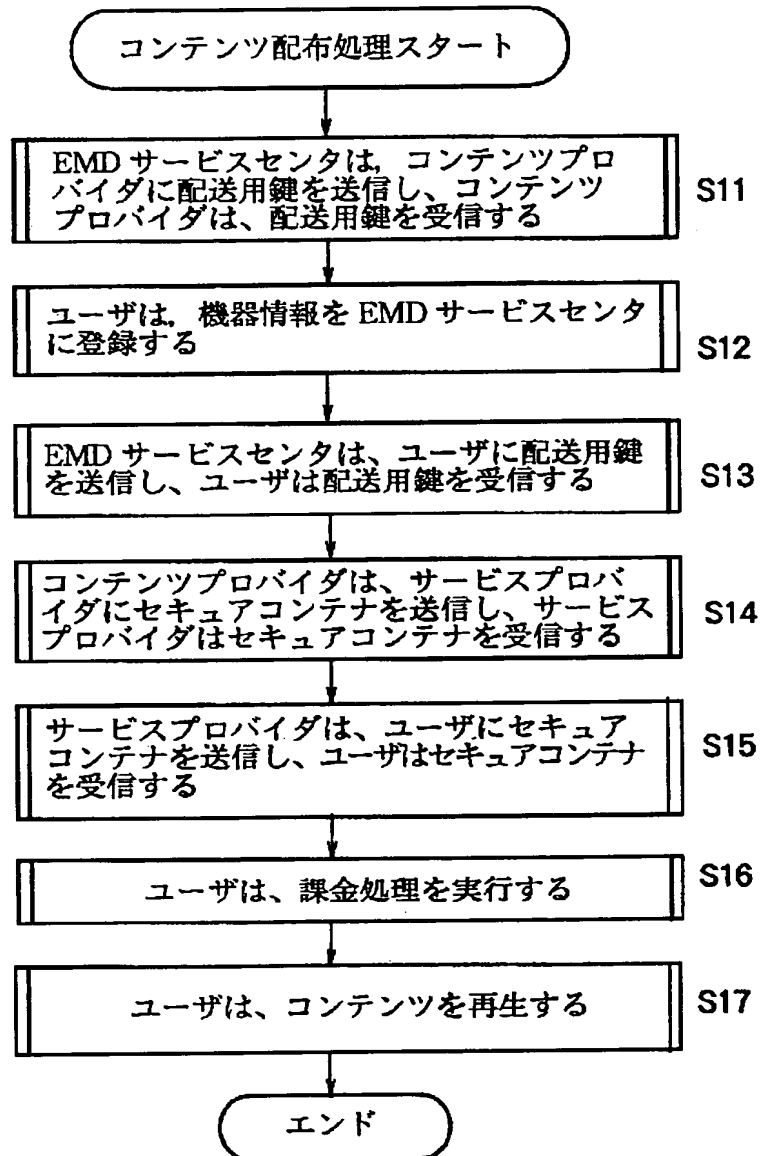 コンテンツ配布処理スタート
EMD サービスセンタは, コンテンツプロ
バイダに配送用鍵を送信し、コンテンツ
プロバイダは、配送用鍵を受信する
S11
ユーザは, 機器情報を EMD サービスセンタ
に登録する
S12
EMD サービスセンタは、ユーザに配送用鍵
を送信し、ユーザは配送用鍵を受信する
S13
コンテンツプロバイダは、サービスプロバ
イダにセキュアコンテナを送信し、サービス
プロバイダはセキュアコンテナを受信する
S14
サービスプロバイダは、ユーザにセキュア
コンテナを送信し、ユーザはセキュアコンテナ
を受信する
S15
ユーザは、課金処理を実行する
S16
ユーザは、コンテンツを再生する
S17
エンド